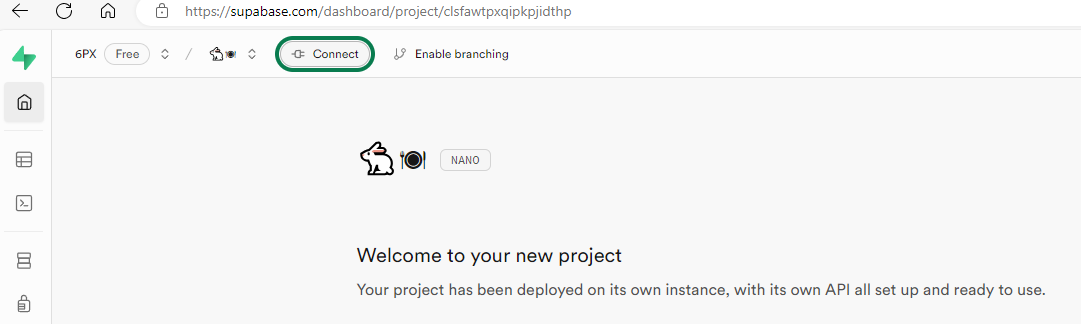 https://supabase.com/dashboard/project/clsfawtpxqipkpjidthp
6PX Free / 🐇🍽️ Connect Enable branching
🐇🍽️ NANO
Welcome to your new project
Your project has been deployed on its own instance, with its own API all set up and ready to use.